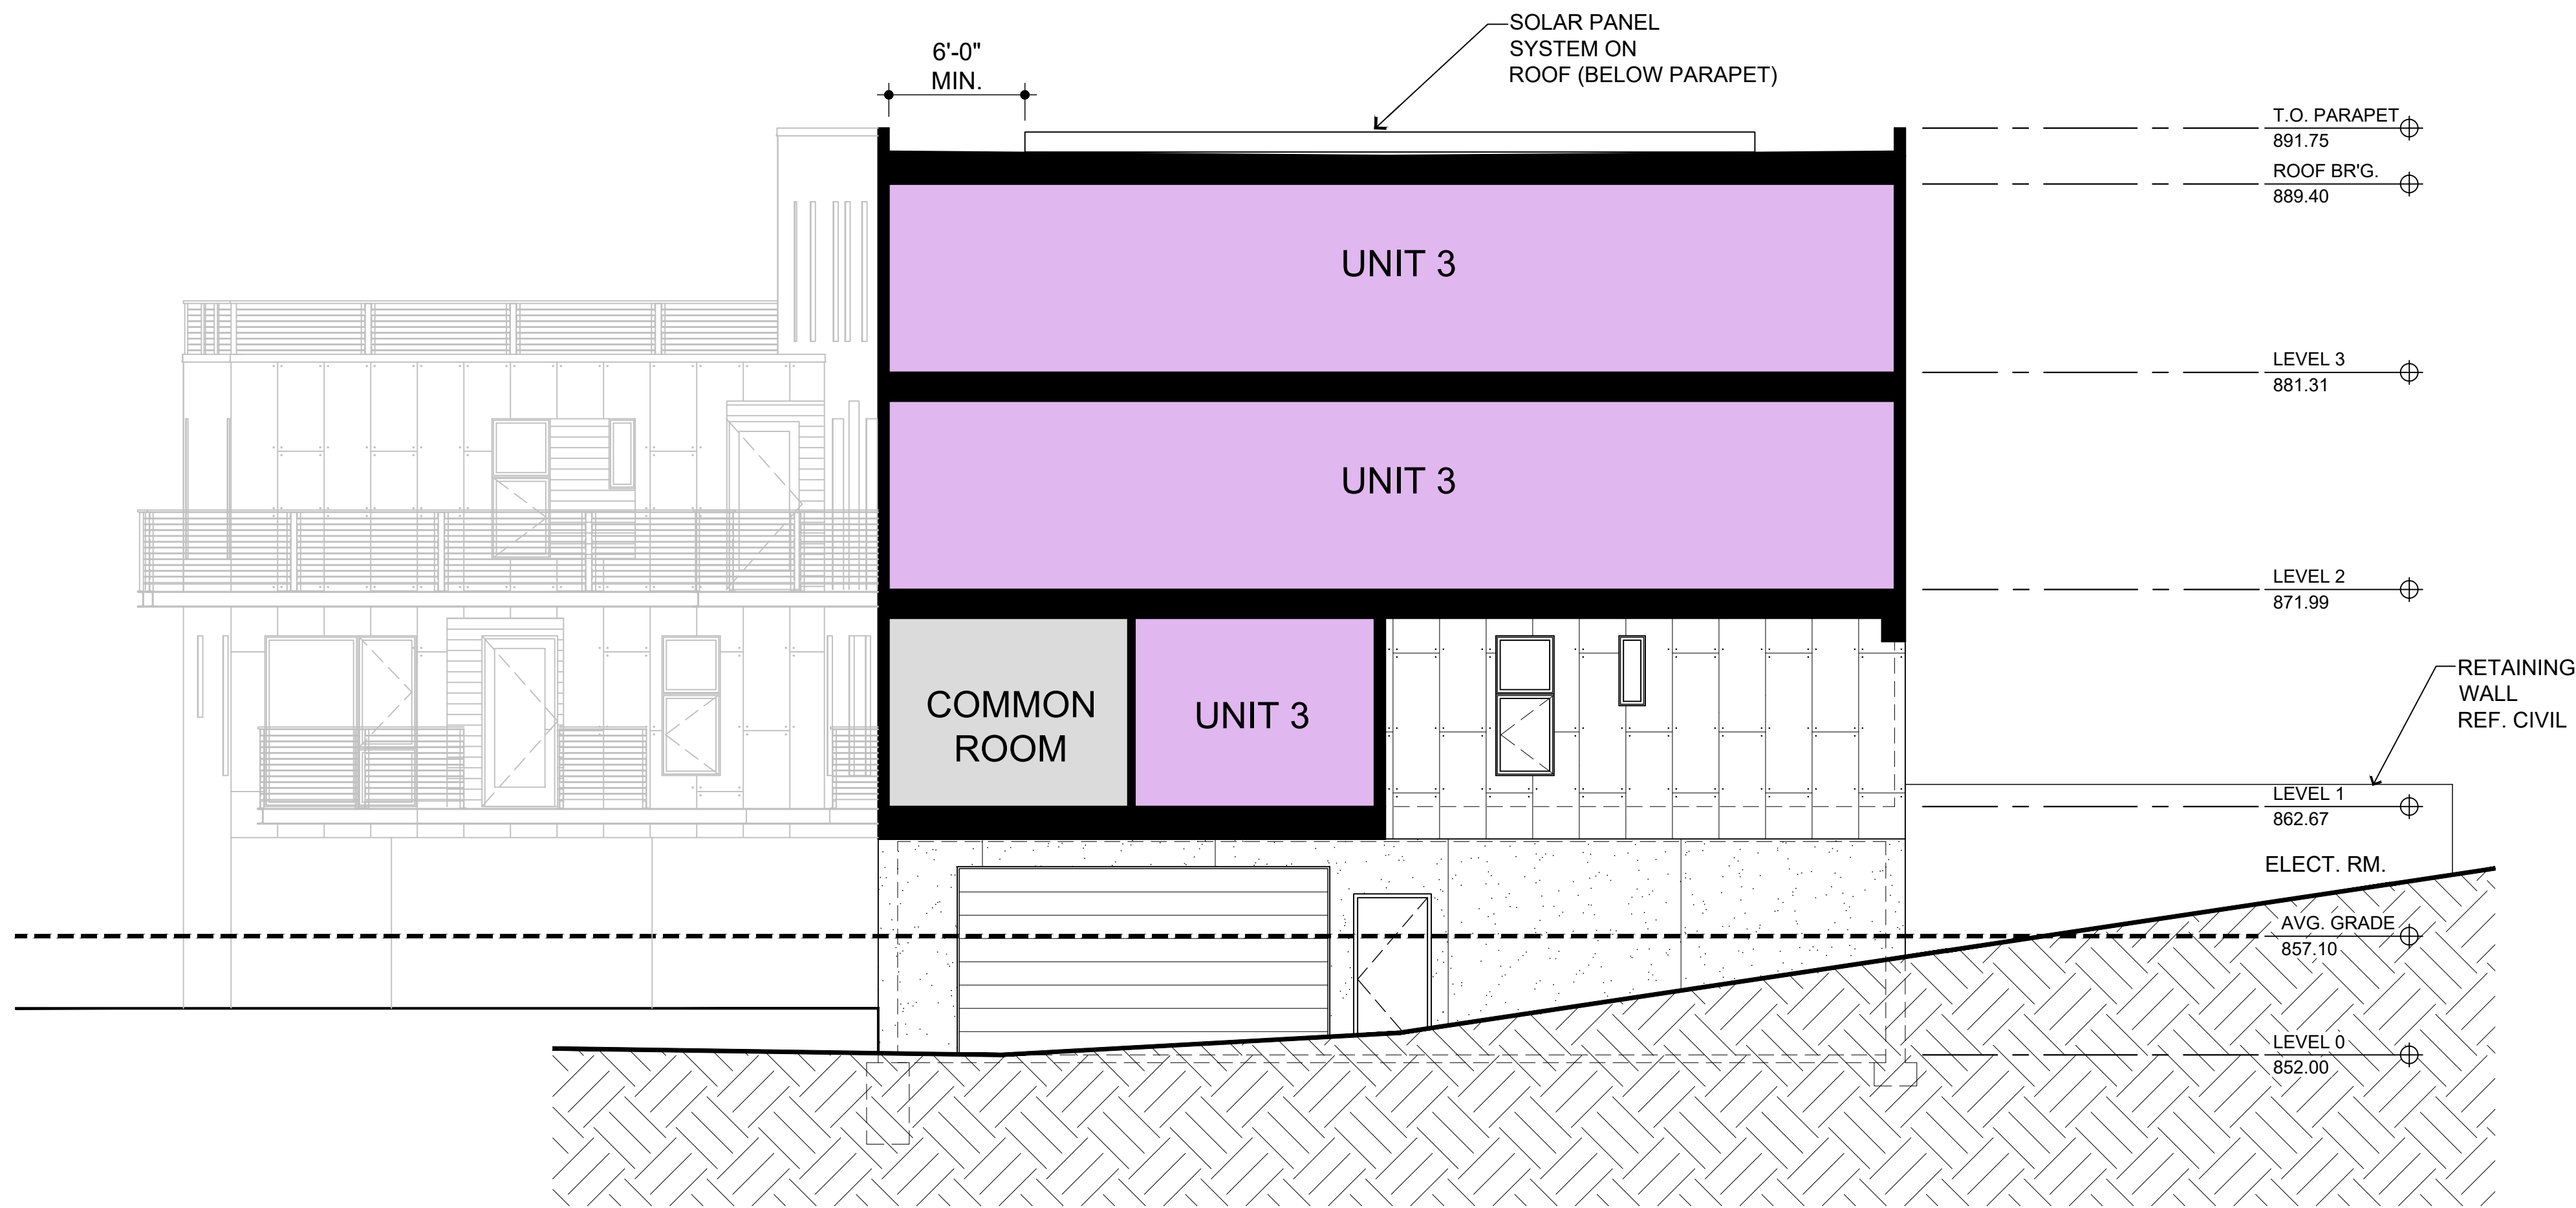 SOLAR PANEL
SYSTEM ON
ROOF (BELOW PARAPET)
6'-0"
MIN.
T.O. PARAPET
891.75
ROOF BR'G.
889.40
UNIT 3
LEVEL 3
881.31
UNIT 3
LEVEL 2
871.99
COMMON
ROOM
UNIT 3
RETAINING
WALL
REF. CIVIL
LEVEL 1
862.67
ELECT. RM.
AVG. GRADE
857.10
LEVEL 0
852.00